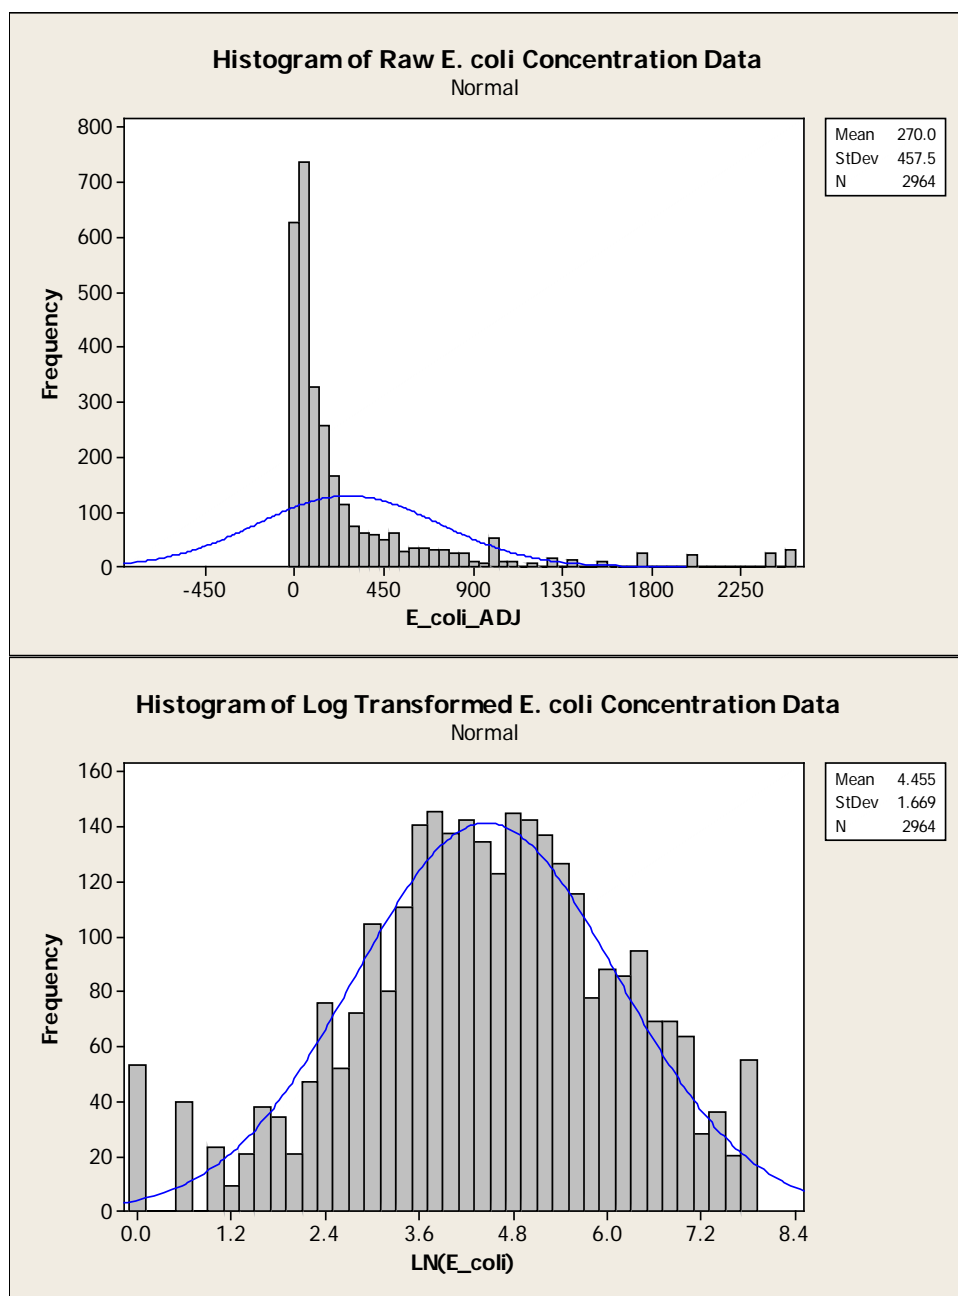 Histogram of Raw E. coli Concentration Data
Normal
800
700
600
500
400
300
200
100
0
Frequency
-450 0 450 900 1350 1800 2250
E_coli_ADJ
Mean 270.0
StDev 457.5
N 2964
Histogram of Log Transformed E. coli Concentration Data
Normal
160
140
120
100
80
60
40
20
0
Frequency
0.0 1.2 2.4 3.6 4.8 6.0 7.2 8.4
LN(E_coli)
Mean 4.455
StDev 1.669
N 2964